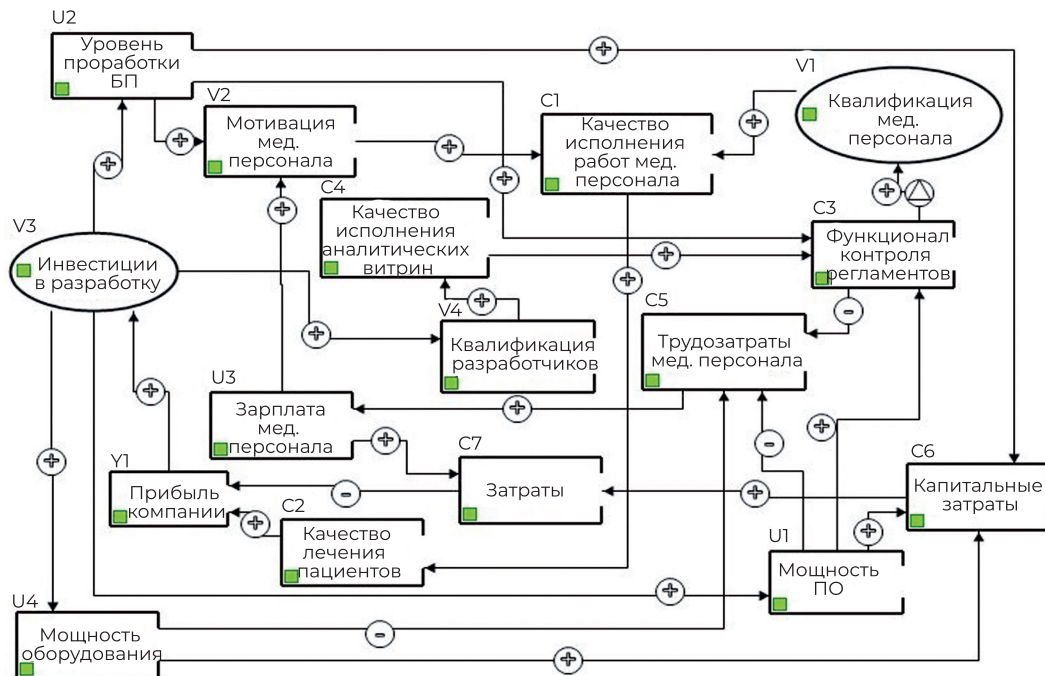 U2
Уровень
проработки
БП
V2
Мотивация
мед.
персонала
C1
Качество
исполнения
работ мед.
персонала
V1
Квалификация
мед.
персонала
C4
Качество
исполнения
аналитических
витрин
C3
Функционал
контроля
регламентов
V3
Инвестиции
в разработку
V4
Квалификация
разработчиков
C5
Трудозатраты
мед. персонала
U3
Зарплата
мед.
персонала
Y1
Прибыль
компании
C7
Затраты
C6
Капитальные
затраты
C2
Качество
лечения
пациентов
U1
Мощность
ПО
U4
Мощность
оборудования